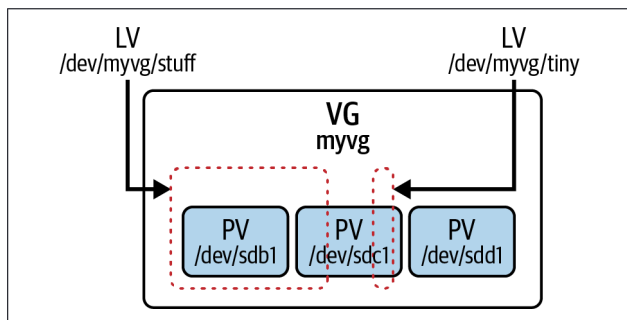 LV
/dev/myvg/stuff
LV
/dev/myvg/tiny
VG
myvg
PV
/dev/sdb1
PV
/dev/sdc1
PV
/dev/sdd1